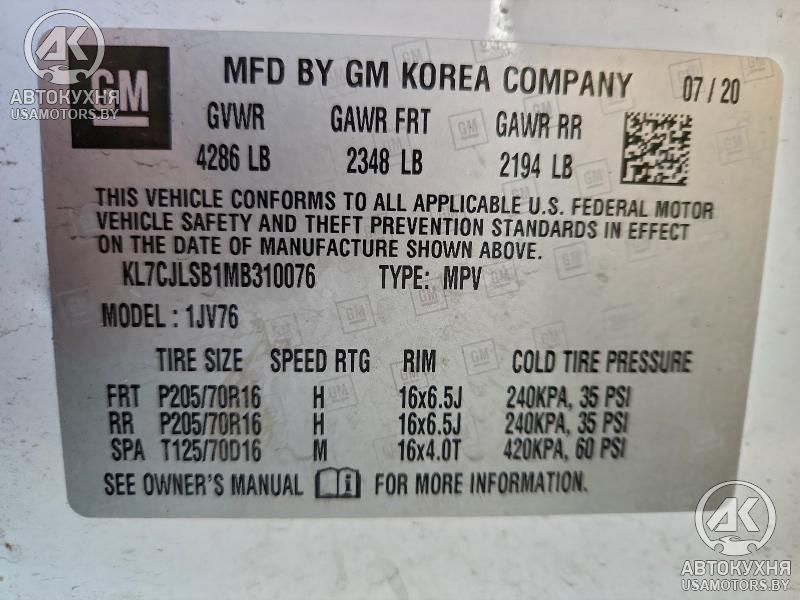 GM
MFD BY GM KOREA COMPANY 07/20
GVWR GAWR FRT GAWR RR
4286 LB 2348 LB 2194 LB
THIS VEHICLE CONFORMS TO ALL APPLICABLE U.S. FEDERAL MOTOR
VEHICLE SAFETY AND THEFT PREVENTION STANDARDS IN EFFECT
ON THE DATE OF MANUFACTURE SHOWN ABOVE.
KL7CJLSB1MB310076 TYPE: MPV
MODEL: 1JV76
TIRE SIZE SPEED RTG RIM COLD TIRE PRESSURE
FRT P205/70R16 H 16x6.5J 240KPA, 35 PSI
RR P205/70R16 H 16x6.5J 240KPA, 35 PSI
SPA T125/70D16 M 16x4.0T 420KPA, 60 PSI
SEE OWNER'S MANUAL FOR MORE INFORMATION.
АК
АВТОКУХНЯ
USAMOTORS.BY
АК
АВТОКУХНЯ
USAMOTORS.BY